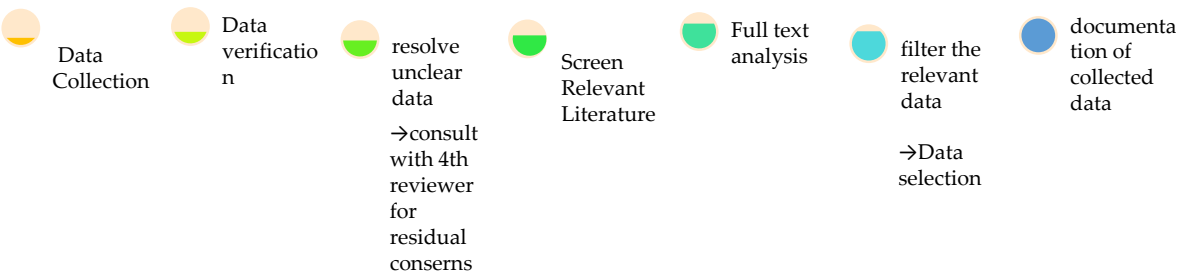 Data
Collection
Data
verificatio
n
resolve
unclear
data
→consult
with 4th
reviewer
for
residual
conserns
Screen
Relevant
Literature
Full text
analysis
filter the
relevant
data
→Data
selection
documenta
tion of
collected
data